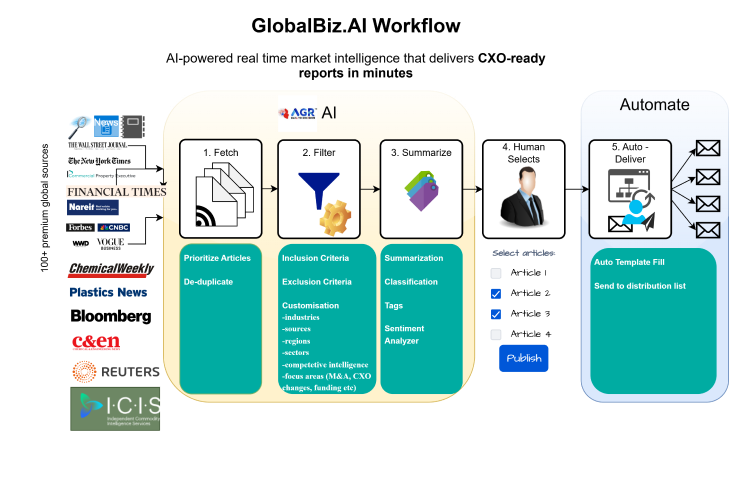 GlobalBiz.AI Workflow
AI-powered real time market intelligence that delivers CXO-ready
reports in minutes
100+ premium global sources
News
THE WALL STREET JOURNAL.
The New York Times
Commercial Property Executive
FINANCIAL TIMES
Nareif
Forbes
CNBC
WWD
VOGUE
BUSINESS
ChemicalWeekly
Plastics News
Bloomberg
c&en
REUTERS
I·C·I·S
Independent Commodity
Intelligence Services
AGR
AI
1. Fetch
Prioritize Articles
De-duplicate
2. Filter
Inclusion Criteria
Exclusion Criteria
Customisation
-industries
-sources
-regions
-sectors
-competetive intelligence
-focus areas (M&A, CXO
changes, funding etc)
3. Summarize
Summarization
Classification
Tags
Sentiment
Analyzer
4. Human
Selects
Select articles:
Article 1
Article 2
Article 3
Article 4
Publish
Automate
5. Auto -
Deliver
Auto Template Fill
Send to distribution list